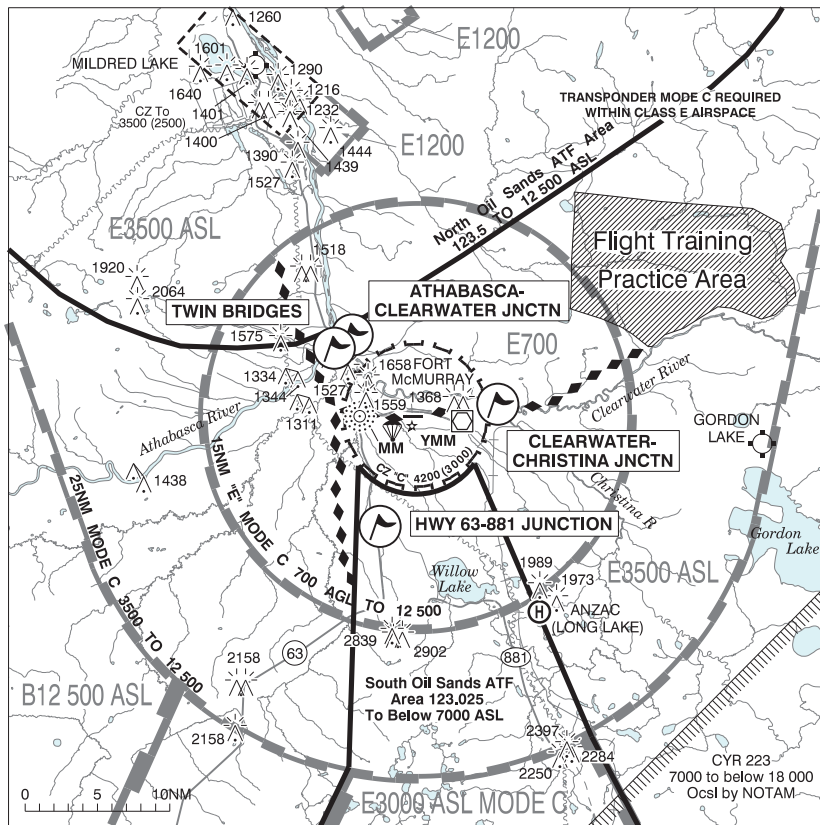 1260
E1200
1601
MILDRED LAKE
1290
1216
1640
1232
TRANSPONDER MODE C REQUIRED
WITHIN CLASS E AIRSPACE
CZ To
3500 (2500)
1401
1400
1444
1439
1390
1527
E1200
North Oil Sands ATF Area
123.5 TO 12 500 ASL
E3500 ASL
Flight Training
Practice Area
1518
1920
2064
TWIN BRIDGES
ATHABASCA-
CLEARWATER JNCTN
1575
E700
1658
FORT
McMURRAY
1334
1527
1368
1344
1559
1311
Clearwater River
Athabasca River
MM
YMM
GORDON
LAKE
CLEARWATER-
CHRISTINA JNCTN
CZ "C" 4200 (3000)
1438
Christina R
15NM "E" MODE C 700 AGL TO 12 500
25NM MODE C 3500 TO 12 500
HWY 63-881 JUNCTION
Gordon
Lake
Willow
Lake
1989
1973
E3500 ASL
H
ANZAC
(LONG LAKE)
2839
2902
63
881
2158
South Oil Sands ATF
Area 123.025
To Below 7000 ASL
B12 500 ASL
2158
2397
2284
2250
CYR 223
7000 to below 18 000
Ocsl by NOTAM
0 5 10NM
E3000 ASL MODE C